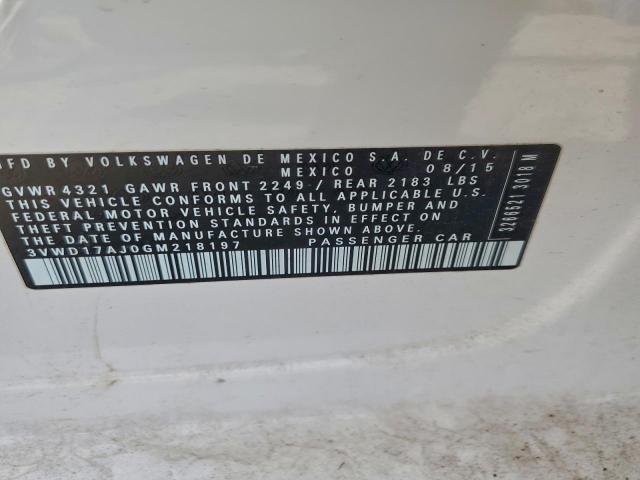 MFD BY VOLKSWAGEN DE MEXICO S.A. DE C.V.
MEXICO 08/15
GVWR 4321 GAWR FRONT 2249 / REAR 2183 LBS
THIS VEHICLE CONFORMS TO ALL APPLICABLE U.S.
FEDERAL MOTOR VEHICLE SAFETY, BUMPER AND
THEFT PREVENTION STANDARDS IN EFFECT ON
THE DATE OF MANUFACTURE SHOWN ABOVE.
3VWD17AJ0GM218197 PASSENGER CAR
3266521 3018 M